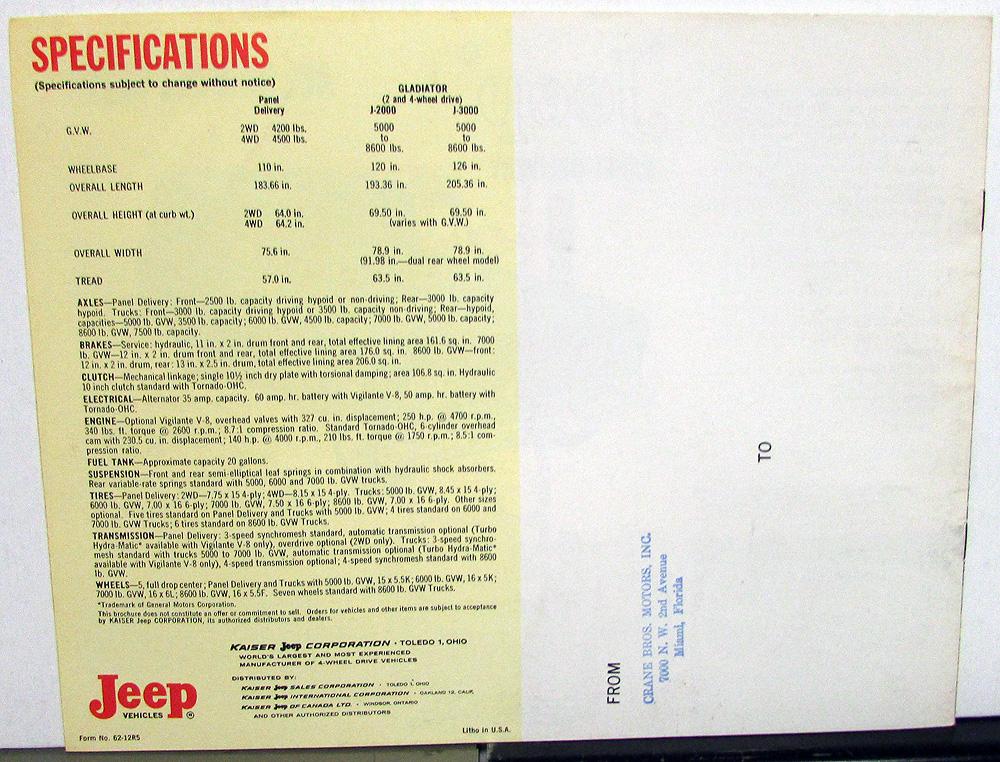 SPECIFICATIONS
(Specifications subject to change without notice)
GLADIATOR
Panel (2 and 4-wheel drive)
Delivery J-2000 J-3000
G.V.W. 2WD 4200 lbs. 5000 5000
4WD 4500 lbs. to to
8600 lbs. 8600 lbs.
WHEELBASE 110 in. 120 in. 126 in.
OVERALL LENGTH 183.66 in. 193.36 in. 205.36 in.
OVERALL HEIGHT (at curb wt.) 2WD 64.0 in. 69.50 in. 69.50 in.
4WD 64.2 in. (varies with G.V.W.)
OVERALL WIDTH 75.6 in. 78.9 in. 78.9 in.
(91.98 in.—dual rear wheel model)
TREAD 57.0 in. 63.5 in. 63.5 in.
AXLES—Panel Delivery: Front—2500 lb. capacity driving hypoid or non-driving; Rear—3000 lb. capacity
hypoid. Trucks: Front—3000 lb. capacity driving hypoid or 3500 lb. capacity non-driving; Rear—hypoid,
capacities—5000 lb. GVW, 3500 lb. capacity; 6000 lb. GVW, 4500 lb. capacity; 7000 lb. GVW, 5000 lb. capacity;
8600 lb. GVW, 7500 lb. capacity.
BRAKES—Service: hydraulic, 11 in. x 2 in. drum front and rear, total effective lining area 161.6 sq. in. 7000
lb. GVW—12 in. x 2 in. drum front and rear, total effective lining area 176.0 sq. in. 8600 lb. GVW—front:
12 in. x 2 in. drum, rear: 13 in. x 2.5 in. drum, total effective lining area 206.0 sq. in.
CLUTCH—Mechanical linkage; single 10½ inch dry plate with torsional damping; area 106.8 sq. in. Hydraulic
10 inch clutch standard with Tornado-OHC.
ELECTRICAL—Alternator 35 amp. capacity. 60 amp. hr. battery with Vigilante V-8, 50 amp. hr. battery with
Tornado-OHC.
ENGINE—Optional Vigilante V-8, overhead valves with 327 cu. in. displacement; 250 h.p. @ 4700 r.p.m.,
340 lbs. ft. torque @ 2600 r.p.m.; 8.7:1 compression ratio. Standard Tornado-OHC, 6-cylinder overhead
cam with 230.5 cu. in. displacement; 140 h.p. @ 4000 r.p.m., 210 lbs. ft. torque @ 1750 r.p.m.; 8.5:1 com-
pression ratio.
FUEL TANK—Approximate capacity 20 gallons.
SUSPENSION—Front and rear semi-elliptical leaf springs in combination with hydraulic shock absorbers.
Rear variable-rate springs standard with 5000, 6000 and 7000 lb. GVW trucks.
TIRES—Panel Delivery: 2WD—7.75 x 15 4-ply; 4WD—8.15 x 15 4-ply. Trucks: 5000 lb. GVW, 8.45 x 15 4-ply;
6000 lb. GVW, 7.00 x 16 6-ply; 7000 lb. GVW, 7.50 x 16 6-ply; 8600 lb. GVW, 7.00 x 16 6-ply. Other sizes
optional. Five tires standard on Panel Delivery and Trucks with 5000 lb. GVW; 4 tires standard on 6000 and
7000 lb. GVW Trucks; 6 tires standard on 8600 lb. GVW Trucks.
TRANSMISSION—Panel Delivery: 3-speed synchromesh standard, automatic transmission optional (Turbo
Hydra-Matic* available with Vigilante V-8 only), overdrive optional (2WD only). Trucks: 3-speed synchro-
mesh standard with trucks 5000 to 7000 lb. GVW, automatic transmission optional (Turbo Hydra-Matic*
available with Vigilante V-8 only), 4-speed transmission optional; 4-speed synchromesh standard with 8600
lb. GVW.
WHEELS—5, full drop center; Panel Delivery and Trucks with 5000 lb. GVW, 15 x 5.5K; 6000 lb. GVW, 16 x 5K;
7000 lb. GVW, 16 x 6L; 8600 lb. GVW, 16 x 5.5F. Seven wheels standard with 8600 lb. GVW Trucks.
*Trademark of General Motors Corporation.
This brochure does not constitute an offer or commitment to sell. Orders for vehicles and other items are subject to acceptance
by KAISER Jeep CORPORATION, its authorized distributors and dealers.
KAISER Jeep CORPORATION · TOLEDO 1, OHIO
WORLD'S LARGEST AND MOST EXPERIENCED
MANUFACTURER OF 4-WHEEL DRIVE VEHICLES
DISTRIBUTED BY:
KAISER Jeep SALES CORPORATION · TOLEDO 1, OHIO
KAISER Jeep INTERNATIONAL CORPORATION · OAKLAND 12, CALIF.
KAISER Jeep OF CANADA LTD. · WINDSOR, ONTARIO
AND OTHER AUTHORIZED DISTRIBUTORS
Jeep
VEHICLES ®
Form No. 62-12R5
Litho in U.S.A.
TO
FROM
CRANE BROS. MOTORS, INC.
7000 N. W. 2nd Avenue
Miami, Florida